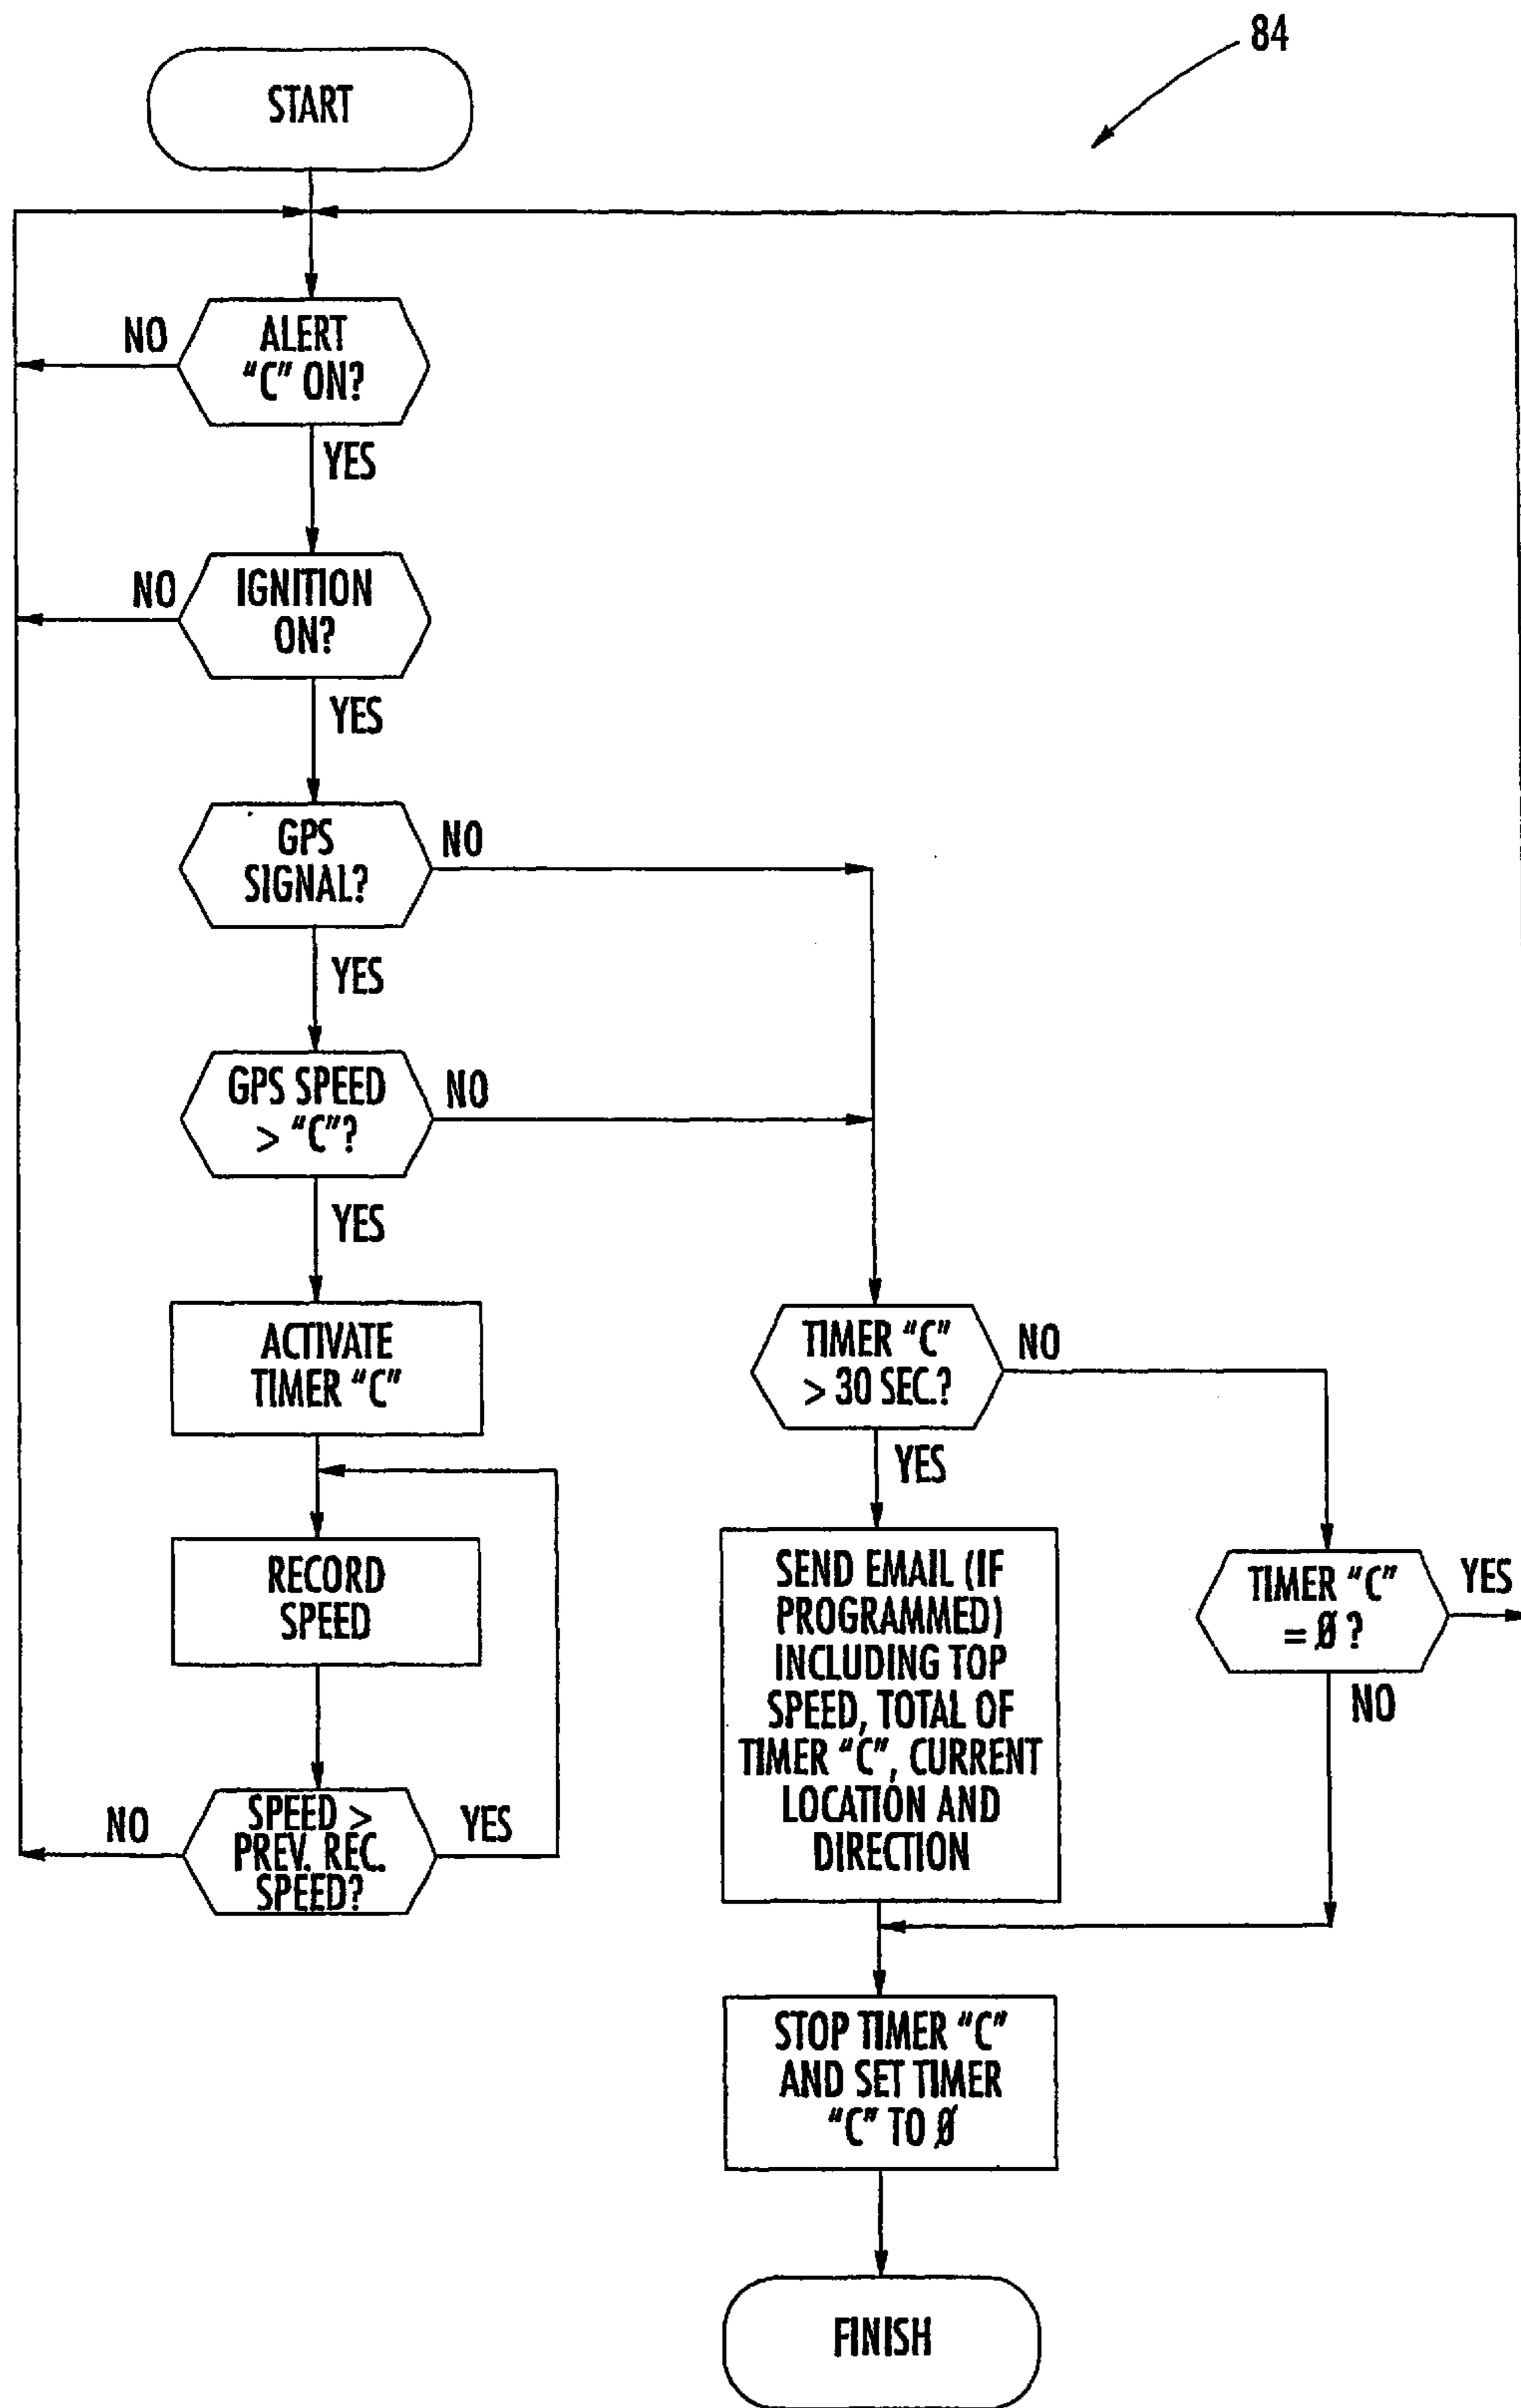 84
START
ALERT
"C" ON?
NO
YES
IGNITION
ON?
NO
YES
GPS
SIGNAL?
NO
YES
GPS SPEED
> "C"?
NO
YES
ACTIVATE
TIMER "C"
RECORD
SPEED
SPEED >
PREV. REC.
SPEED?
NO
YES
TIMER "C"
> 30 SEC.?
NO
YES
SEND EMAIL (IF
PROGRAMMED)
INCLUDING TOP
SPEED, TOTAL OF
TIMER "C", CURRENT
LOCATION AND
DIRECTION
TIMER "C"
= Ø ?
YES
NO
STOP TIMER "C"
AND SET TIMER
"C" TO Ø
FINISH